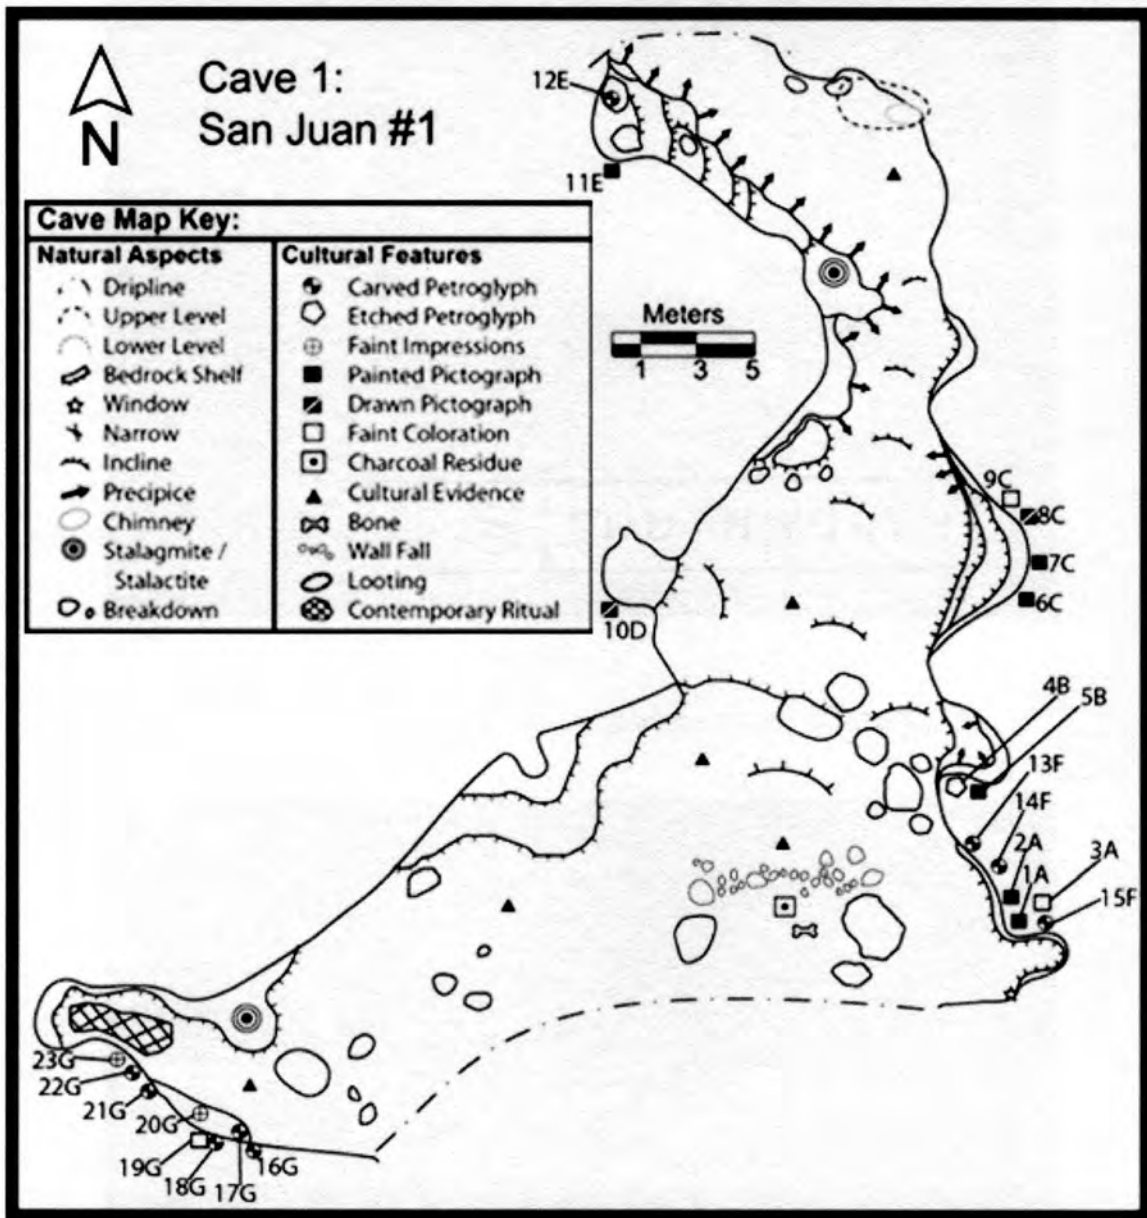 Cave 1:
San Juan #1
N
Cave Map Key:
Natural Aspects
Dripline
Upper Level
Lower Level
Bedrock Shelf
Window
Narrow
Incline
Precipice
Chimney
Stalagmite /
Stalactite
Breakdown
Cultural Features
Carved Petroglyph
Etched Petroglyph
Faint Impressions
Painted Pictograph
Drawn Pictograph
Faint Coloration
Charcoal Residue
Cultural Evidence
Bone
Wall Fall
Looting
Contemporary Ritual
Meters
1 3 5
12E
11E
9C
8C
7C
6C
10D
4B
5B
13F
14F
2A
3A
1A
15F
23G
22G
21G
20G
19G
18G
17G
16G